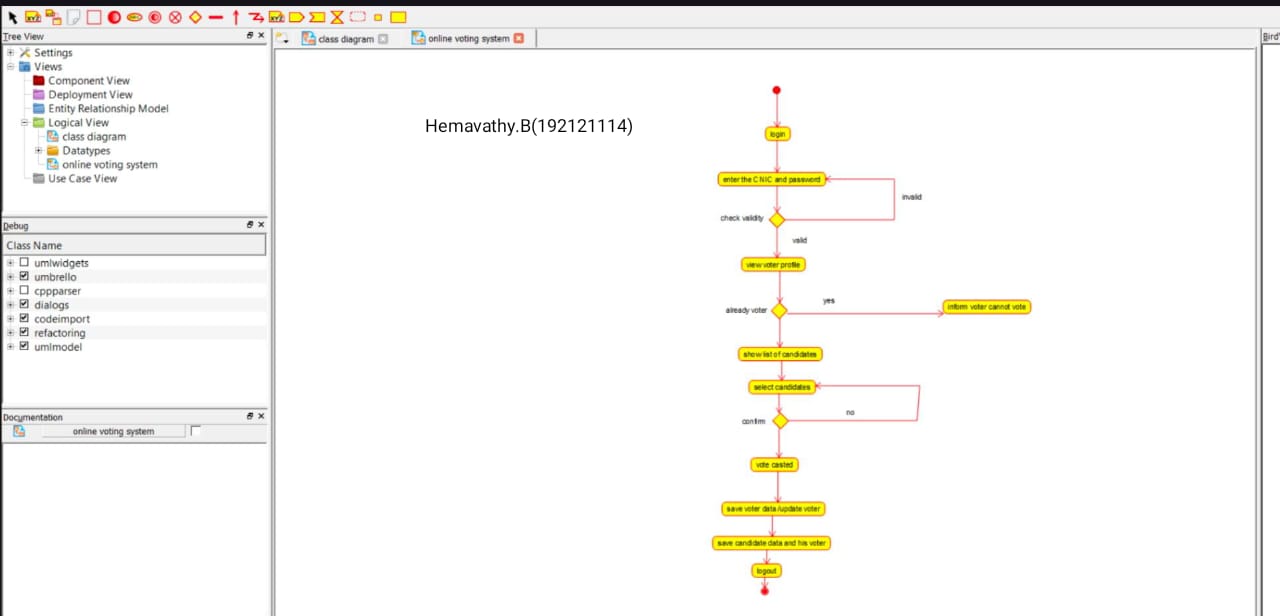 Tree View
Settings
Views
Component View
Deployment View
Entity Relationship Model
Logical View
class diagram
Datatypes
online voting system
Use Case View
Debug
Class Name
umlwidgets
umbrello
cppparser
dialogs
codeimport
refactoring
umlmodel
Documentation
online voting system
class diagram
online voting system
Bird'
Hemavathy.B(192121114)
login
enter the CNIC and password
invalid
check validity
valid
view voter profile
already voter
yes
inform voter cannot vote
show list of candidates
select candidates
confirm
no
vote casted
save voter data /update voter
save candidate data and his voter
logout